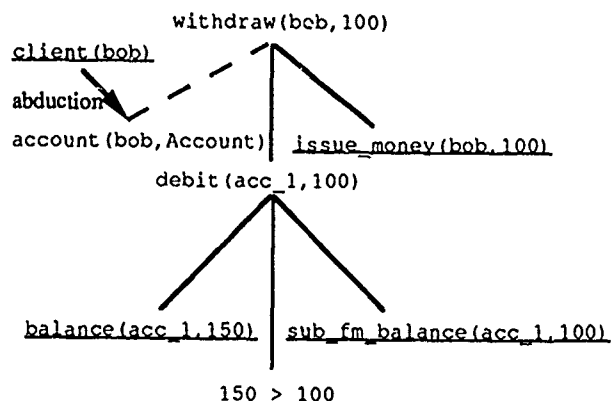 withdraw(bob,100)
client(bob)
abduction
account(bob,Account)
issue_money(bob,100)
debit(acc_1,100)
balance(acc_1,150)
sub_fm_balance(acc_1,100)
150 > 100